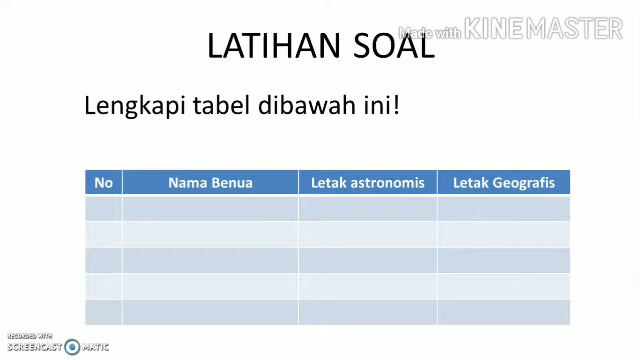 Made with KINEMASTER
LATIHAN SOAL
Lengkapi tabel dibawah ini!
No Nama Benua Letak astronomis Letak Geografis
RECORDED WITH
SCREENCAST MATIC